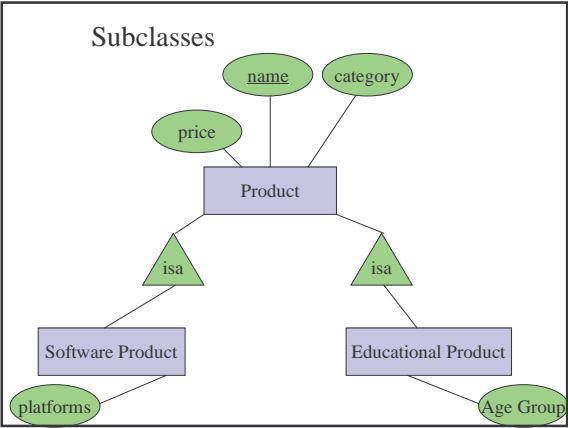 Subclasses
name
category
price
Product
isa
isa
Software Product
Educational Product
platforms
Age Group